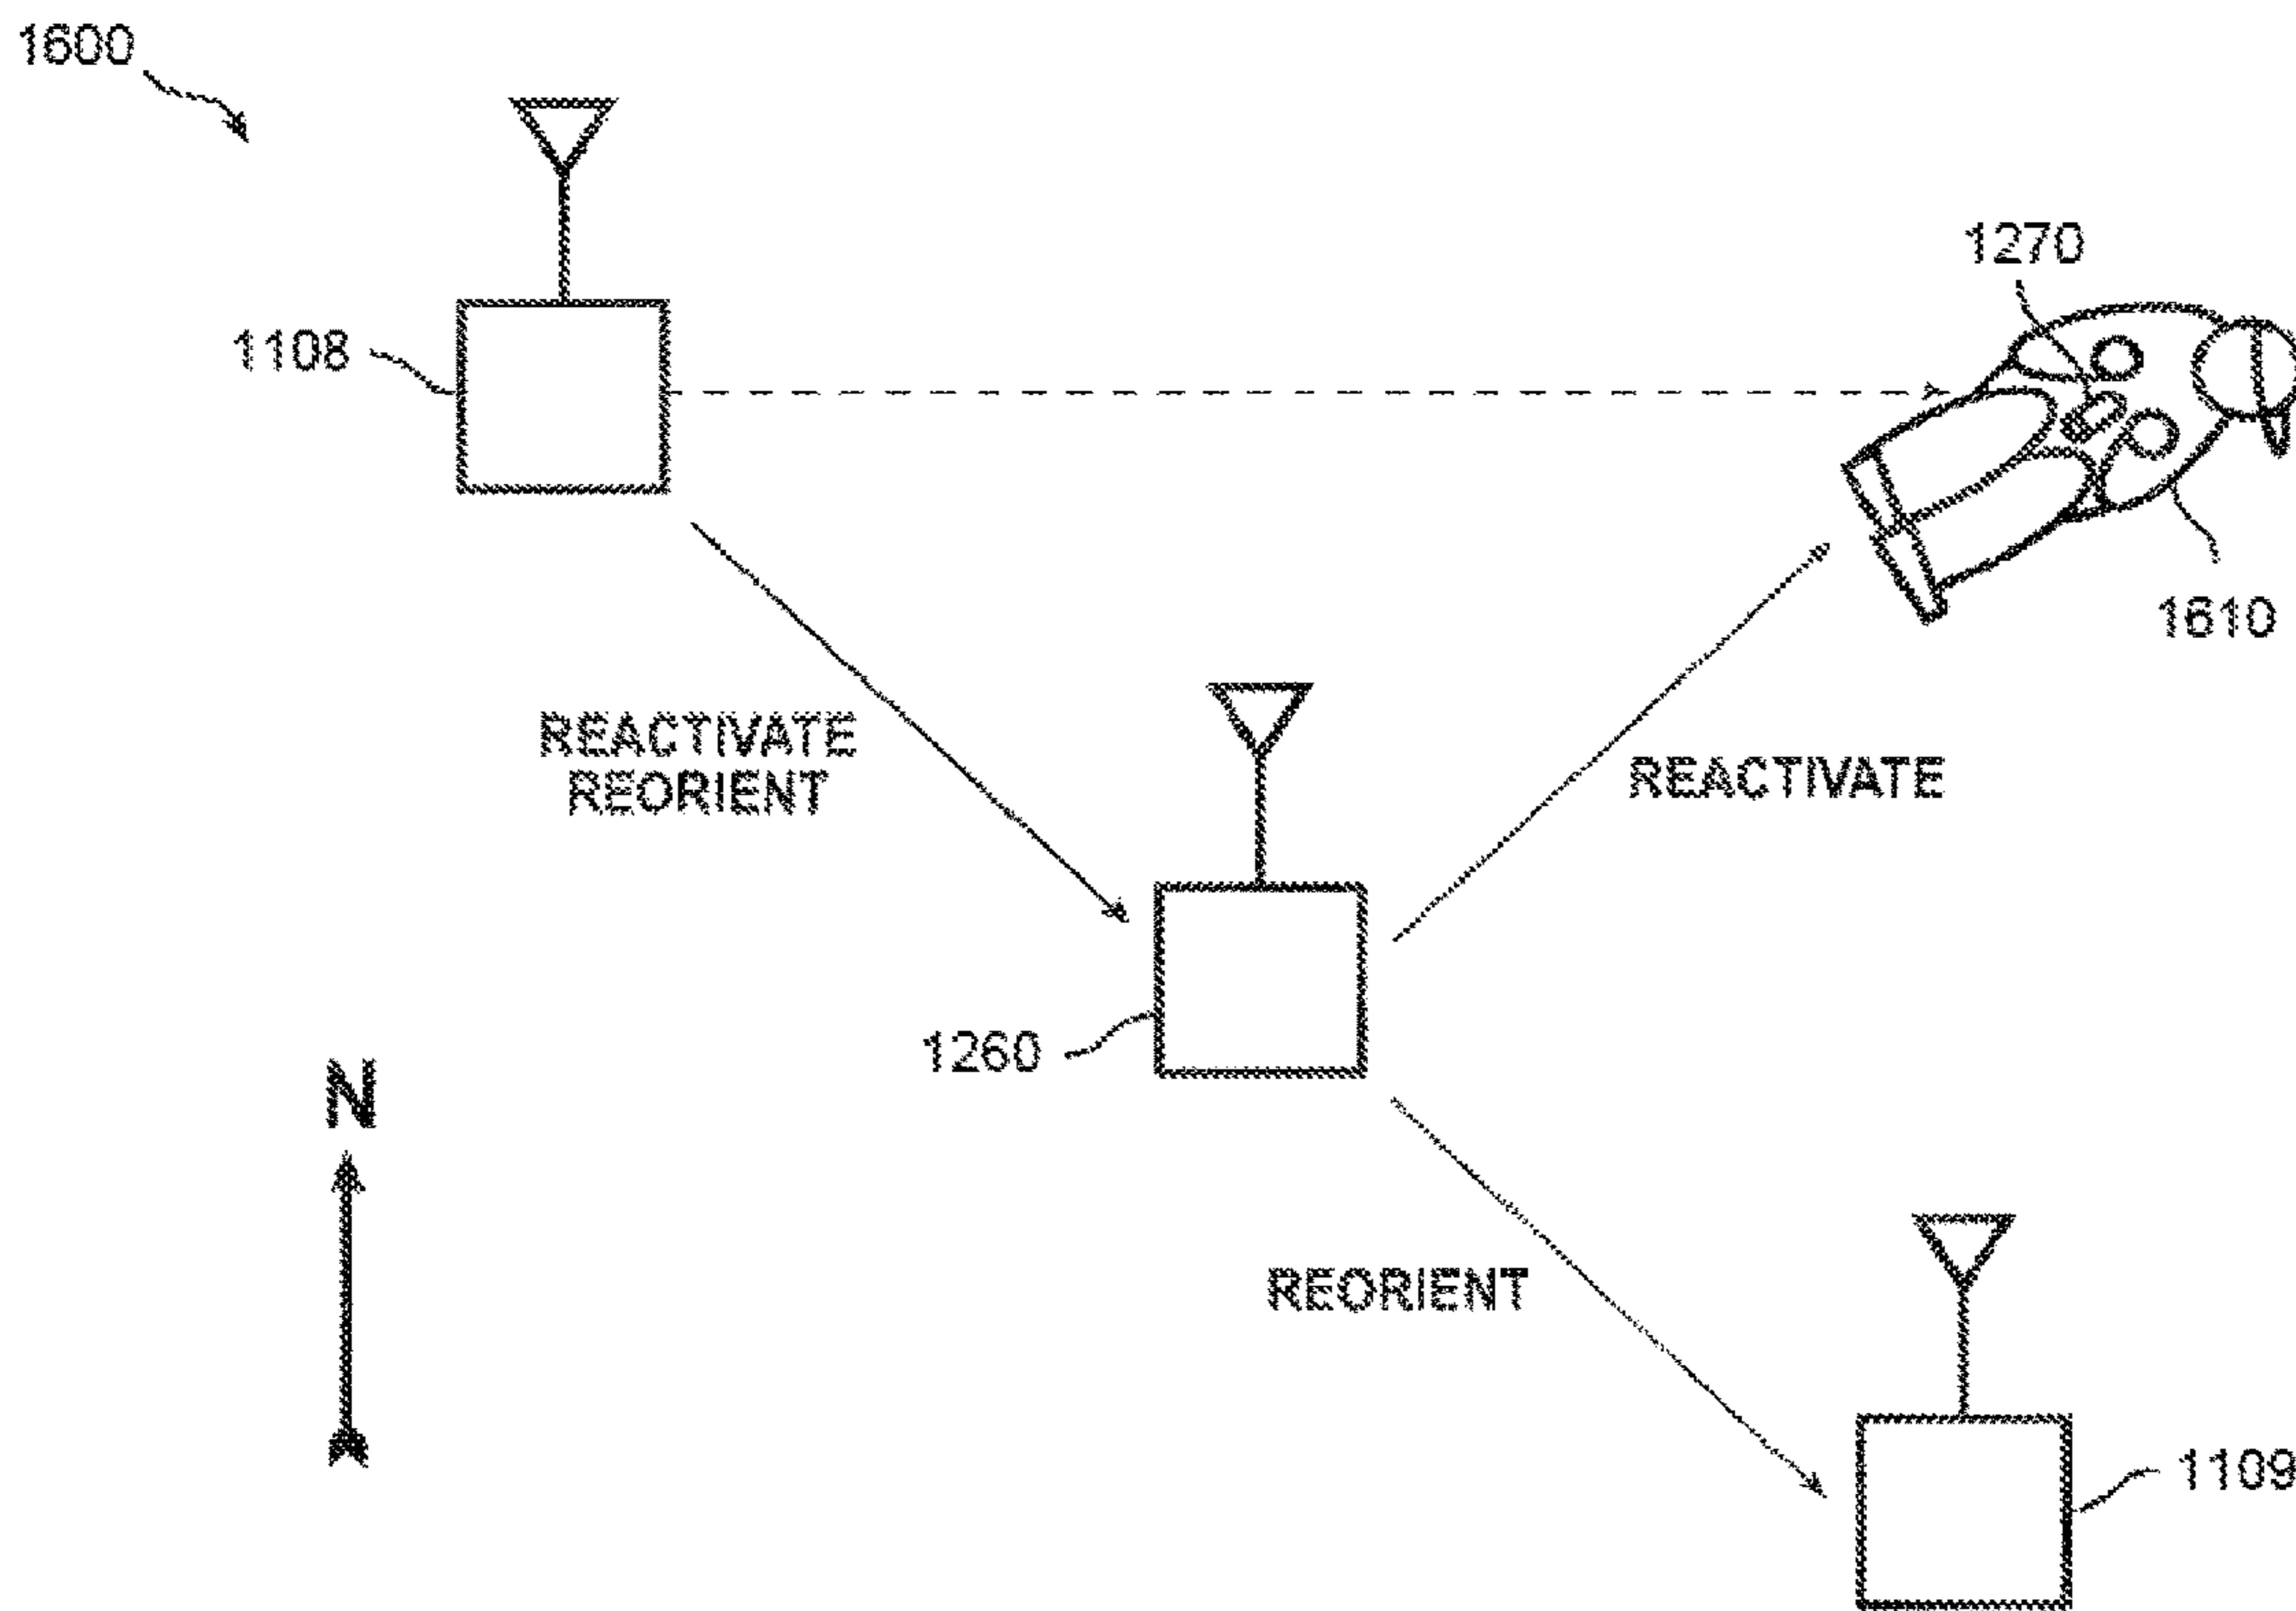 1600
1270
1108
1610
REACTIVATE
REORIENT
REACTIVATE
1260
N
REORIENT
1109